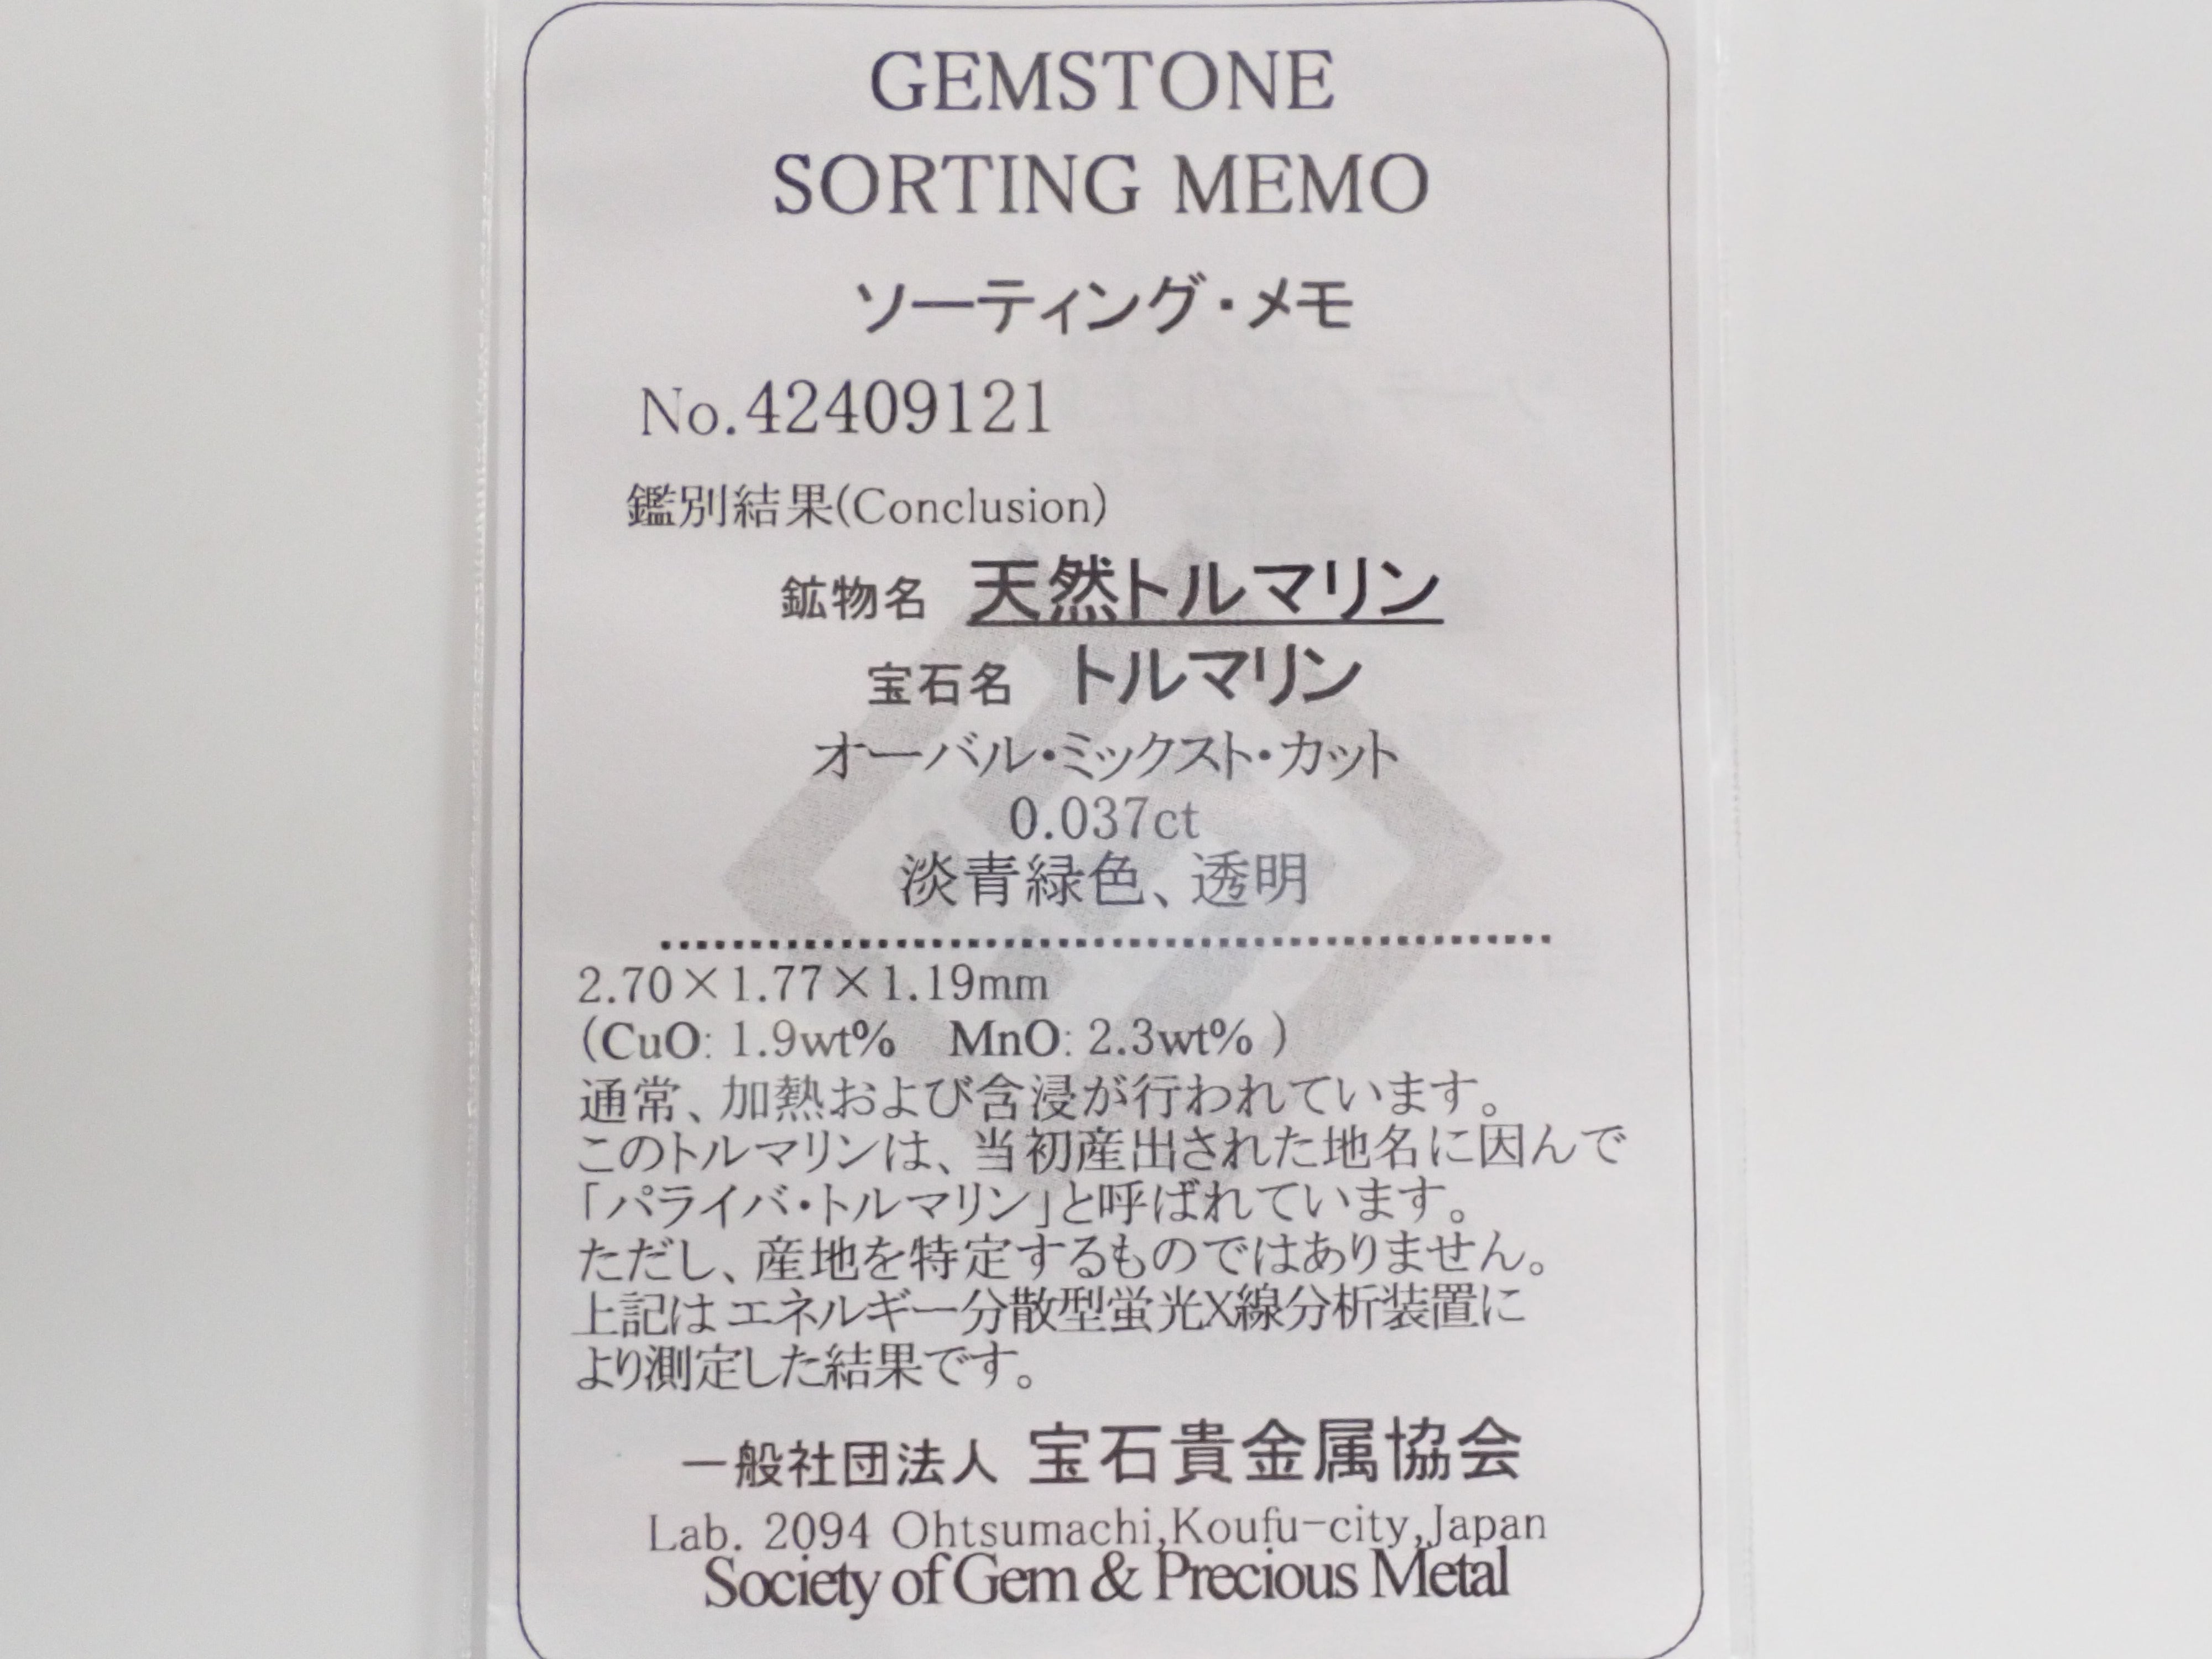 GEMSTONE
SORTING MEMO
ソーティング・メモ
No.42409121
鑑別結果(Conclusion)
鉱物名 天然トルマリン
宝石名 トルマリン
オーバル・ミックスト・カット
0.037ct
淡青緑色、透明
2.70×1.77×1.19mm
(CuO: 1.9wt% MnO: 2.3wt% )
通常、加熱および含浸が行われています。
このトルマリンは、当初産出された地名に因んで
「パライバ・トルマリン」と呼ばれています。
ただし、産地を特定するものではありません。
上記はエネルギー分散型蛍光X線分析装置に
より測定した結果です。
一般社団法人 宝石貴金属協会
Lab. 2094 Ohtsumachi,Koufu-city,Japan
Society of Gem & Precious Metal